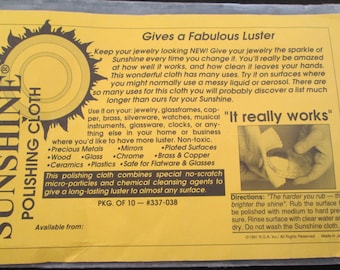 SUNSHINE®
POLISHING CLOTH
Gives a Fabulous Luster
Keep your jewelry looking NEW! Give your jewelry the sparkle of
Sunshine every time you change it. You'll really be amazed
at how well it works, and how clean it leaves your hands.
This wonderful cloth has many uses. Try it on surfaces where
you might normally use a messy liquid or aerosol. There are
so many uses for this cloth you will probably discover a list much
longer than ours for your Sunshine.
Use it on your: jewelry, glassframes, cop-
per, brass, silverware, watches, musical
instruments, glassware, clocks, or any-
thing else in your home or business
where you'd like to have more luster. Non-toxic.
•Precious Metals •Mirrors •Plated Surfaces
•Wood •Glass •Chrome •Brass & Copper
•Ceramics •Plastics •Safe for Flatware & Glasses
This polishing cloth combines special no-scratch
micro-particles and chemical cleansing agents to
give a long-lasting luster to almost any surface.
PKG. OF 10 — #337-038
Available from:
"It really works"
Directions: "The harder you rub — the
brighter the shine". Rub the surface
be polished with medium to hard pre
sure. Rinse surface with clear water and
dry. Do not wash the Sunshine cloth.
All Rights Reserved. Made in